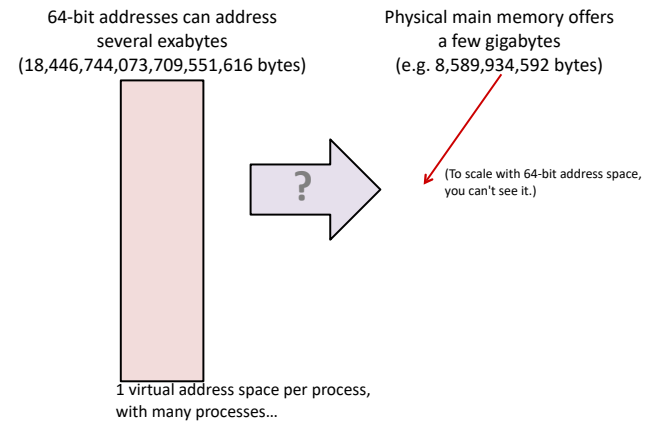 64-bit addresses can address
several exabytes
(18,446,744,073,709,551,616 bytes)
Physical main memory offers
a few gigabytes
(e.g. 8,589,934,592 bytes)
?
(To scale with 64-bit address space,
you can't see it.)
1 virtual address space per process,
with many processes…